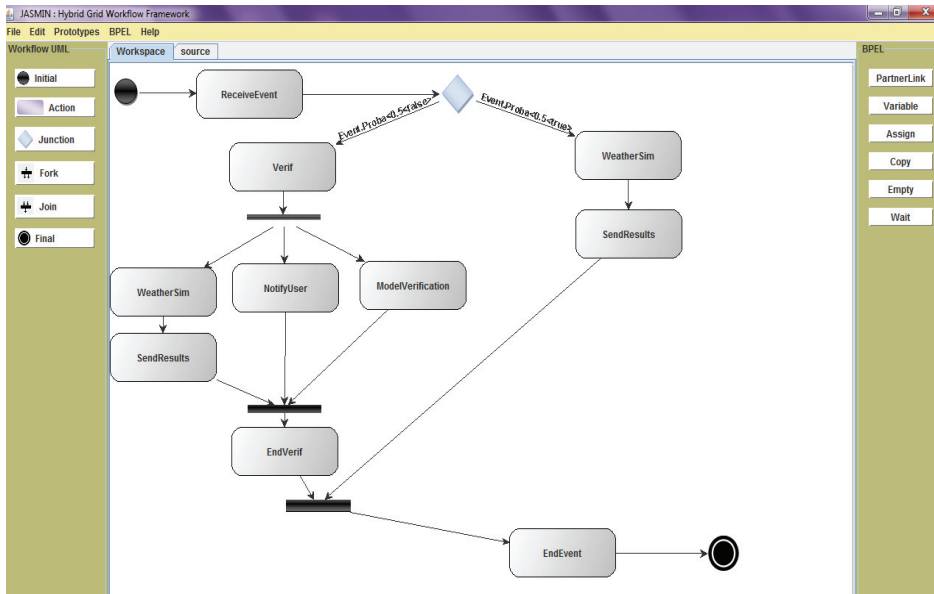 JASMIN : Hybrid Grid Workflow Framework
File Edit Prototypes BPEL Help
Workflow UML
Workspace
source
BPEL
Initial
Action
Junction
Fork
Join
Final
ReceiveEvent
Event.Proba<0.5<false>
Event.Proba<0.5<true>
Verif
WeatherSim
SendResults
WeatherSim
NotifyUser
ModelVerification
SendResults
EndVerif
EndEvent
PartnerLink
Variable
Assign
Copy
Empty
Wait